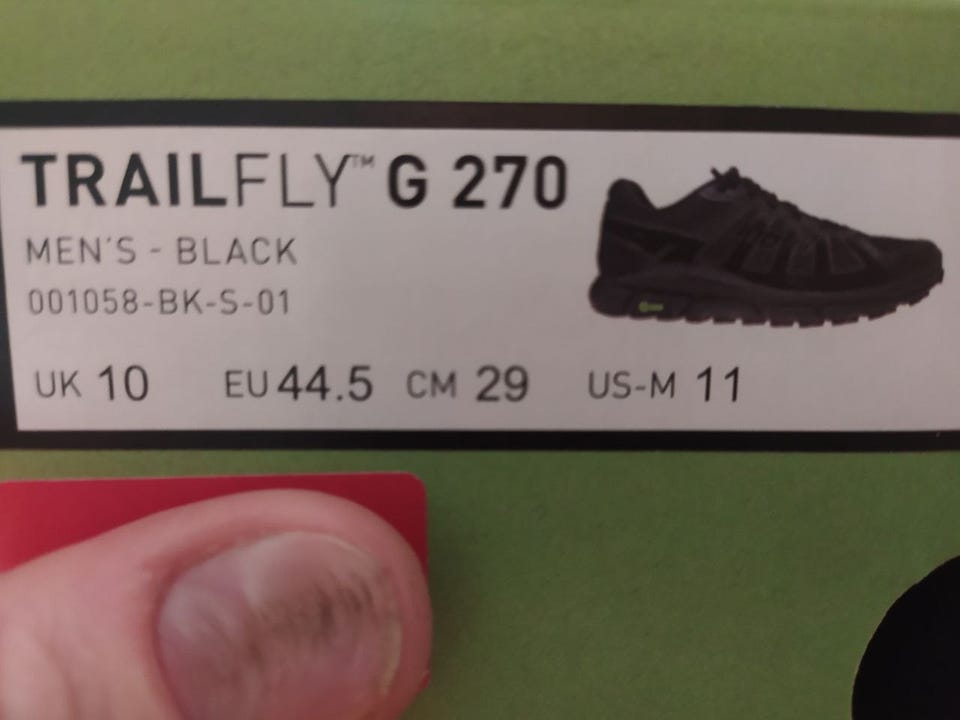 TRAILFLY™ G 270
MEN'S - BLACK
001058-BK-S-01
UK 10 EU 44.5 CM 29 US-M 11